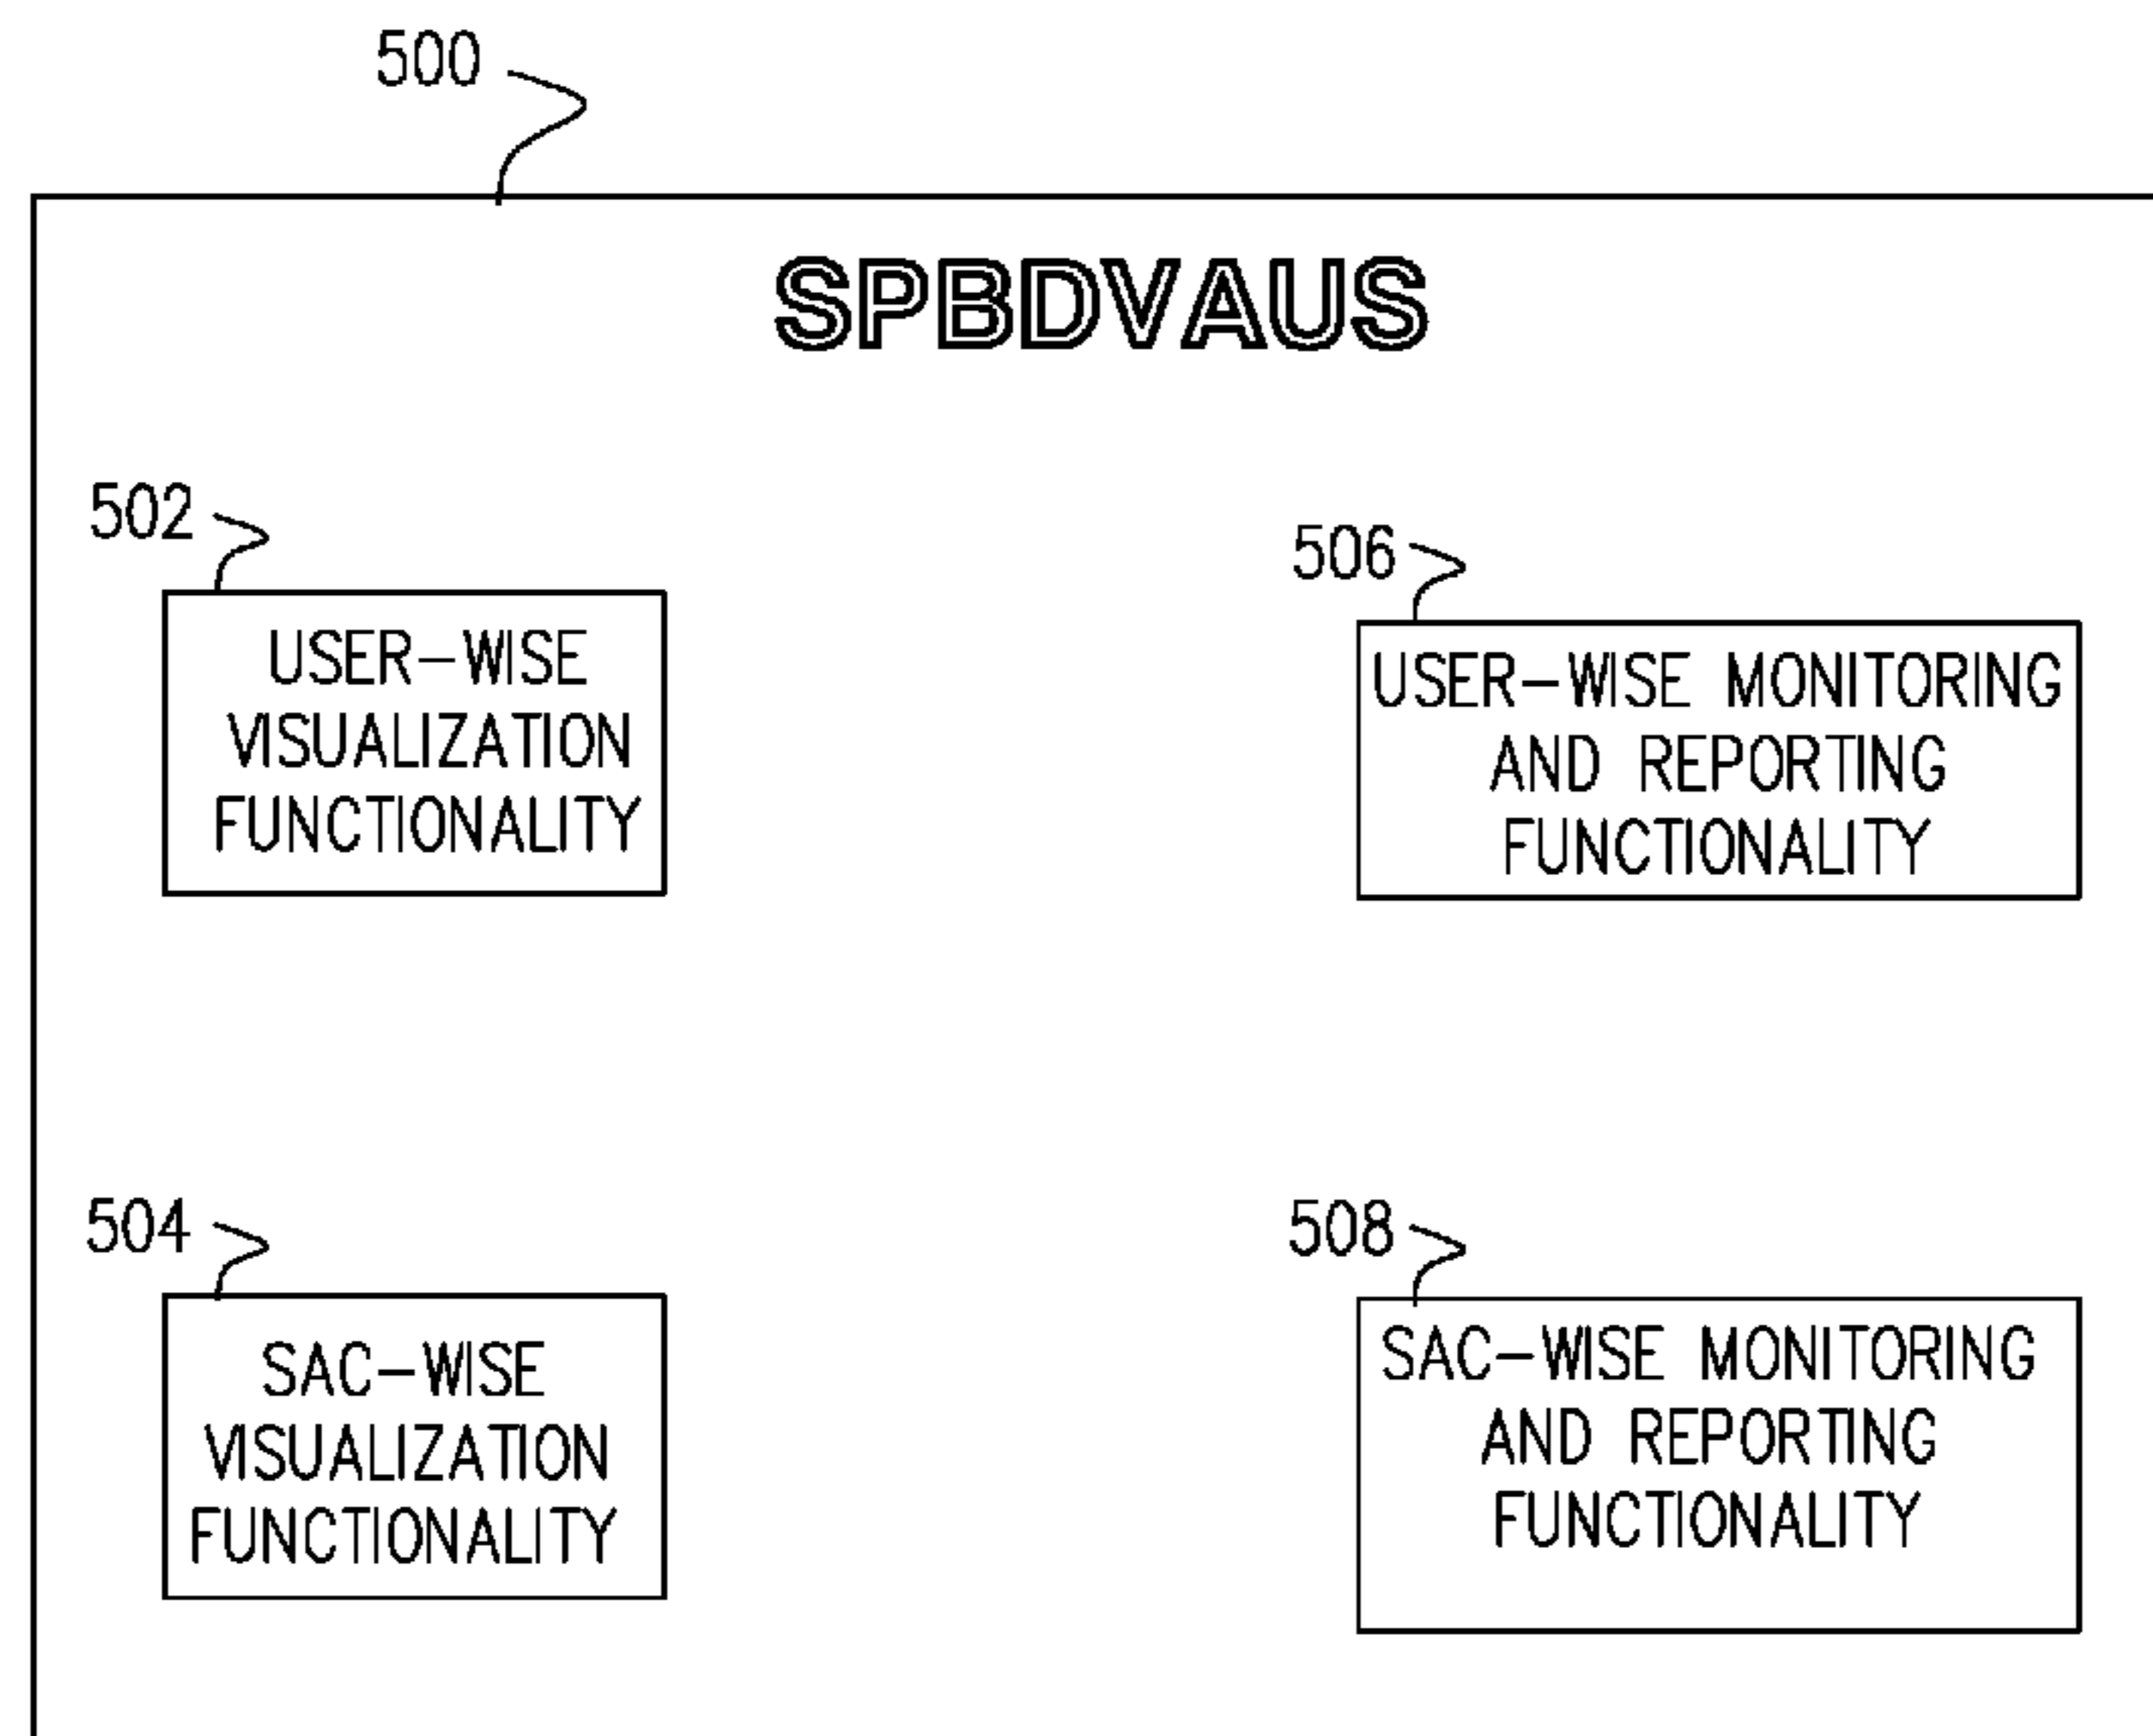 500
SPBDVAUS
502
USER-WISE
VISUALIZATION
FUNCTIONALITY
506
USER-WISE MONITORING
AND REPORTING
FUNCTIONALITY
504
SAC-WISE
VISUALIZATION
FUNCTIONALITY
508
SAC-WISE MONITORING
AND REPORTING
FUNCTIONALITY